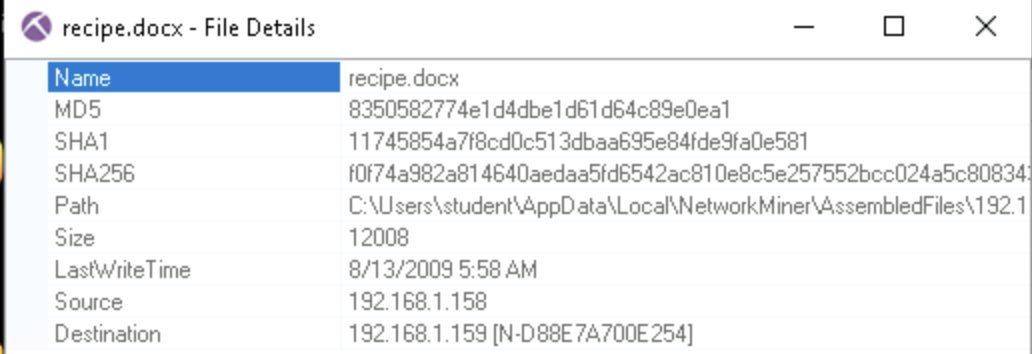 recipe.docx - File Details
Name recipe.docx
MD5 8350582774e1d4dbe1d61d64c89e0ea1
SHA1 11745854a7f8cd0c513dbaa695e84fde9fa0e581
SHA256 f0f74a982a814640aedaa5fd6542ac810e8c5e257552bcc024a5c80834
Path C:\Users\student\AppData\Local\NetworkMiner\AssembledFiles\192.1
Size 12008
LastWriteTime 8/13/2009 5:58 AM
Source 192.168.1.158
Destination 192.168.1.159 [N-D88E7A700E254]